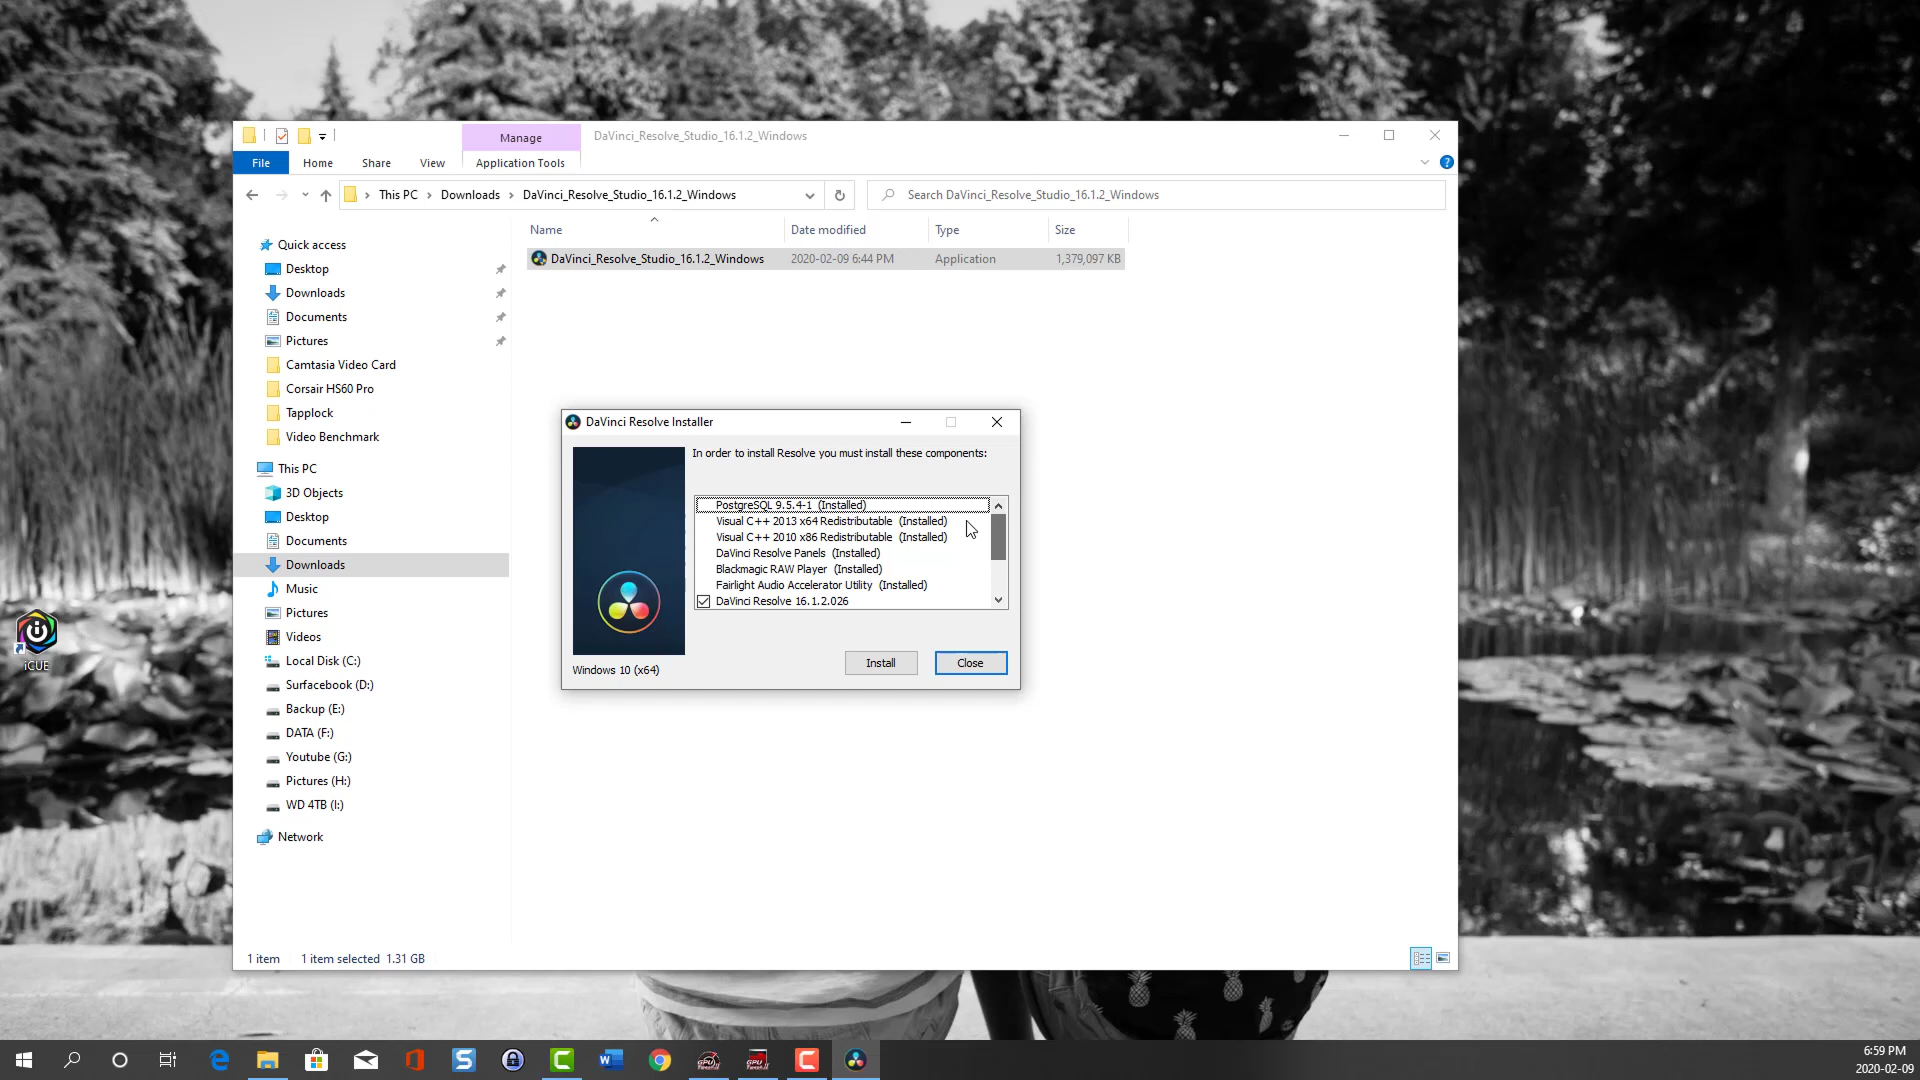 Manage
DaVinci_Resolve_Studio_16.1.2_Windows
File
Home
Share
View
Application Tools
This PC
Downloads
DaVinci_Resolve_Studio_16.1.2_Windows
Search DaVinci_Resolve_Studio_16.1.2_Windows
Name
Date modified
Type
Size
DaVinci_Resolve_Studio_16.1.2_Windows
2020-02-09 6:44 PM
Application
1,379,097 KB
Quick access
Desktop
Downloads
Documents
Pictures
Camtasia Video Card
Corsair HS60 Pro
Tapplock
Video Benchmark
This PC
3D Objects
Desktop
Documents
Downloads
Music
Pictures
Videos
Local Disk (C:)
Surfacebook (D:)
Backup (E:)
DATA (F:)
Youtube (G:)
Pictures (H:)
WD 4TB (I:)
Network
DaVinci Resolve Installer
In order to install Resolve you must install these components:
PostgreSQL 9.5.4-1 (Installed)
Visual C++ 2013 x64 Redistributable (Installed)
Visual C++ 2010 x86 Redistributable (Installed)
DaVinci Resolve Panels (Installed)
Blackmagic RAW Player (Installed)
Fairlight Audio Accelerator Utility (Installed)
DaVinci Resolve 16.1.2.026
Install
Close
Windows 10 (x64)
1 item
1 item selected 1.31 GB
iCUE
6:59 PM
2020-02-09